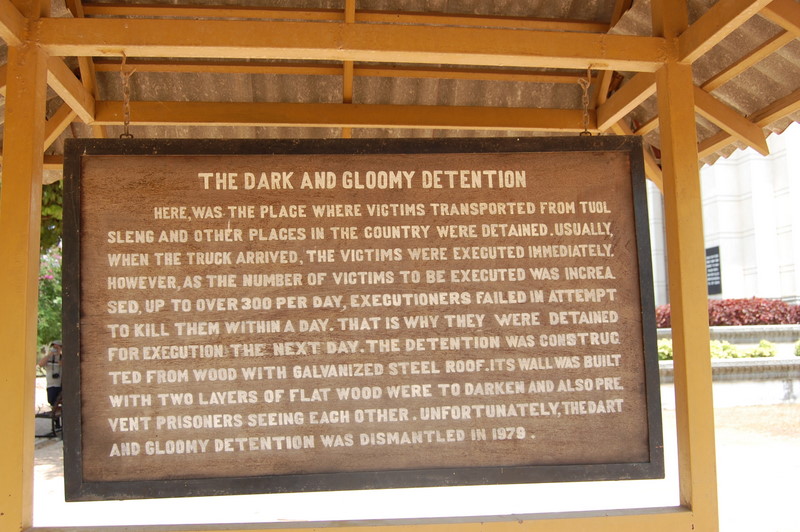 THE DARK AND GLOOMY DETENTION
HERE, WAS THE PLACE WHERE VICTIMS TRANSPORTED FROM TUOL
SLENG AND OTHER PLACES IN THE COUNTRY WERE DETAINED. USUALLY,
WHEN THE TRUCK ARRIVED, THE VICTIMS WERE EXECUTED IMMEDIATELY.
HOWEVER, AS THE NUMBER OF VICTIMS TO BE EXECUTED WAS INCREA
SED, UP TO OVER 300 PER DAY, EXECUTIONERS FAILED IN ATTEMPT
TO KILL THEM WITHIN A DAY. THAT IS WHY THEY WERE DETAINED
FOR EXECUTION THE NEXT DAY. THE DETENTION WAS CONSTRUC
TED FROM WOOD WITH GALVANIZED STEEL ROOF. ITS WALL WAS BUILT
WITH TWO LAYERS OF FLAT WOOD WERE TO DARKEN AND ALSO PRE.
VENT PRISONERS SEEING EACH OTHER. UNFORTUNATELY, THE DART
AND GLOOMY DETENTION WAS DISMANTLED IN 1979.